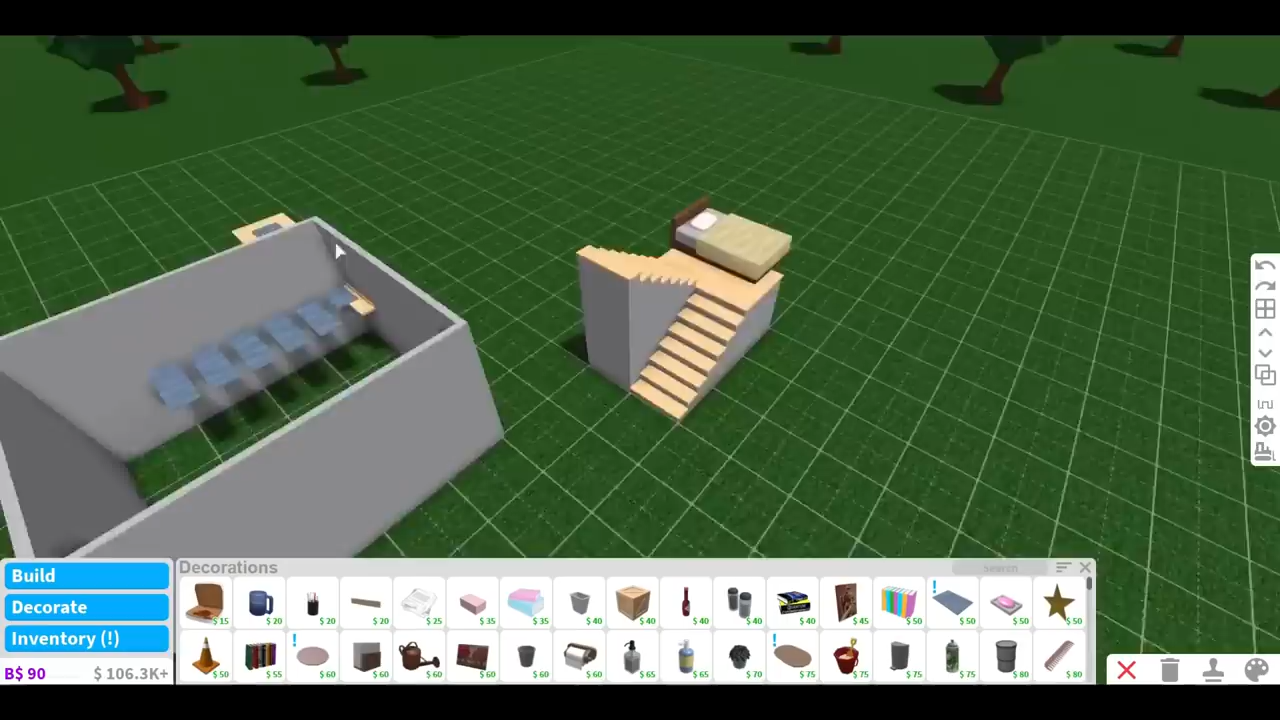 Decorations
Search
Build
Decorate
Inventory (!)
B$ 90 $ 106.3K+
$15 $20 $20 $20 $25 $35 $35 $40 $40 $40 $40 $40 $45 $50 ! $50 $50 $50
$50 $55 ! $60 $60 $60 $60 $60 $60 $65 $65 $70 ! $75 $75 $75 $75 $80 $80